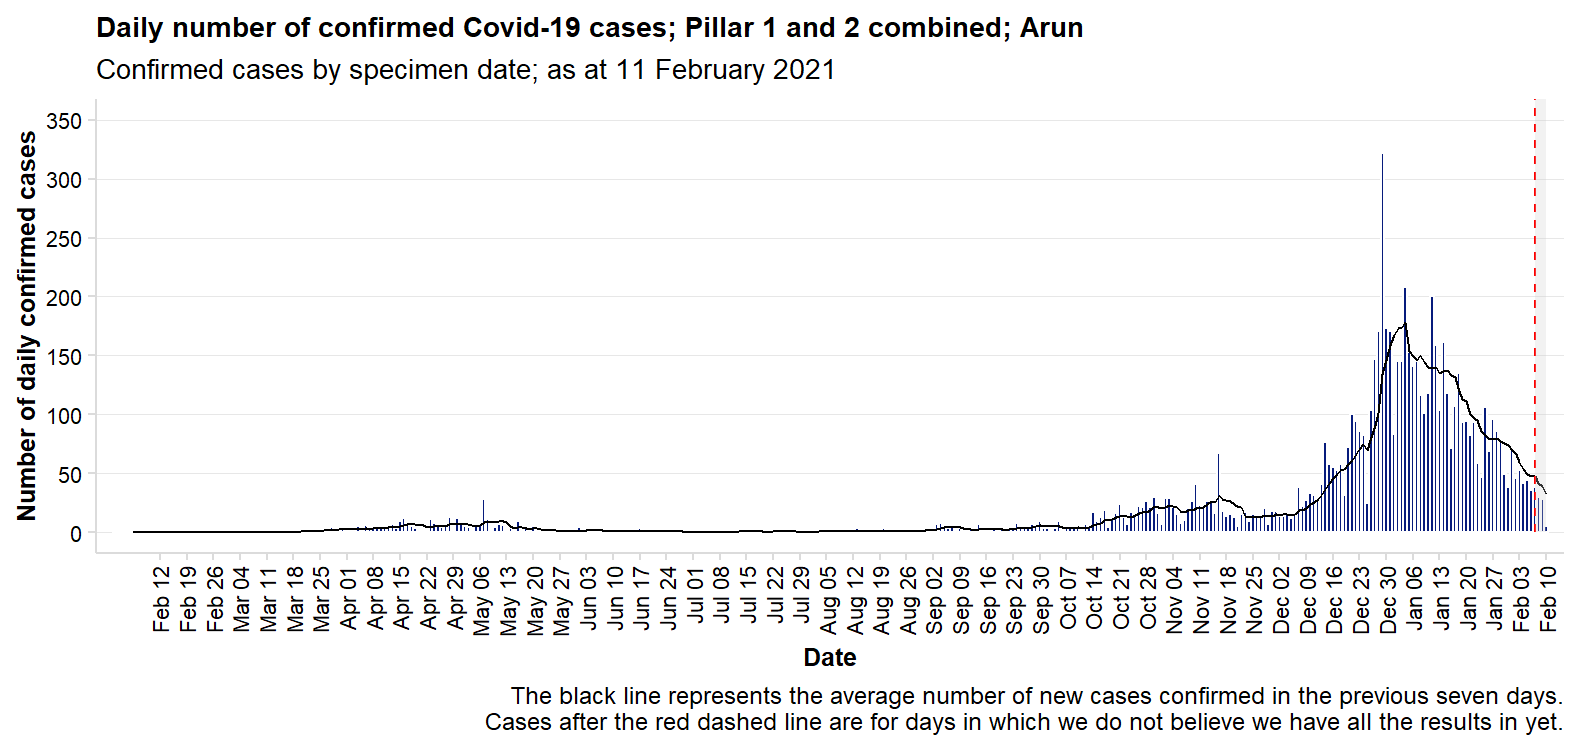 Daily number of confirmed Covid-19 cases; Pillar 1 and 2 combined; Arun
Confirmed cases by specimen date; as at 11 February 2021
Number of daily confirmed cases
350
300
250
200
150
100
50
0
Feb 12
Feb 19
Feb 26
Mar 04
Mar 11
Mar 18
Mar 25
Apr 01
Apr 08
Apr 15
Apr 22
Apr 29
May 06
May 13
May 20
May 27
Jun 03
Jun 10
Jun 17
Jun 24
Jul 01
Jul 08
Jul 15
Jul 22
Jul 29
Aug 05
Aug 12
Aug 19
Aug 26
Sep 02
Sep 09
Sep 16
Sep 23
Sep 30
Oct 07
Oct 14
Oct 21
Oct 28
Nov 04
Nov 11
Nov 18
Nov 25
Dec 02
Dec 09
Dec 16
Dec 23
Dec 30
Jan 06
Jan 13
Jan 20
Jan 27
Feb 03
Feb 10
Date
The black line represents the average number of new cases confirmed in the previous seven days.
Cases after the red dashed line are for days in which we do not believe we have all the results in yet.